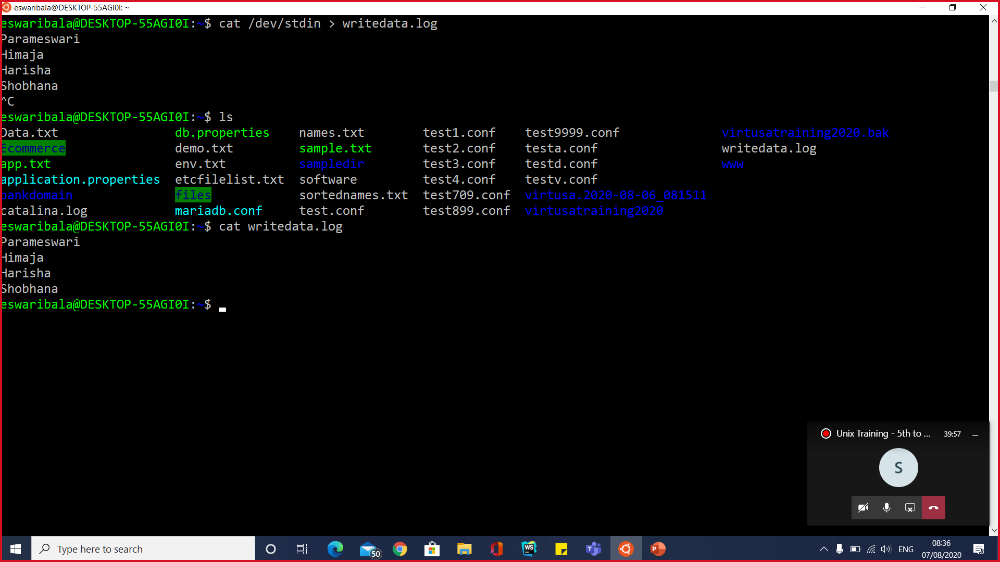 eswaribala@DESKTOP-55AGI0I: ~
eswaribala@DESKTOP-55AGI0I:~$ cat /dev/stdin > writedata.log
Parameswari
Himaja
Harisha
Shobhana
^C
eswaribala@DESKTOP-55AGI0I:~$ ls
Data.txt db.properties names.txt test1.conf test9999.conf virtusatraining2020.bak
Ecommerce demo.txt sample.txt test2.conf testa.conf writedata.log
app.txt env.txt sampledir test3.conf testd.conf www
application.properties etcfilelist.txt software test4.conf testv.conf
bankdomain files sortednames.txt test709.conf virtusa.2020-08-06_081511
catalina.log mariadb.conf test.conf test899.conf virtusatraining2020
eswaribala@DESKTOP-55AGI0I:~$ cat writedata.log
Parameswari
Himaja
Harisha
Shobhana
eswaribala@DESKTOP-55AGI0I:~$
Unix Training - 5th to ... 39:57
S
Type here to search
50
WS
ENG
08:36
07/08/2020